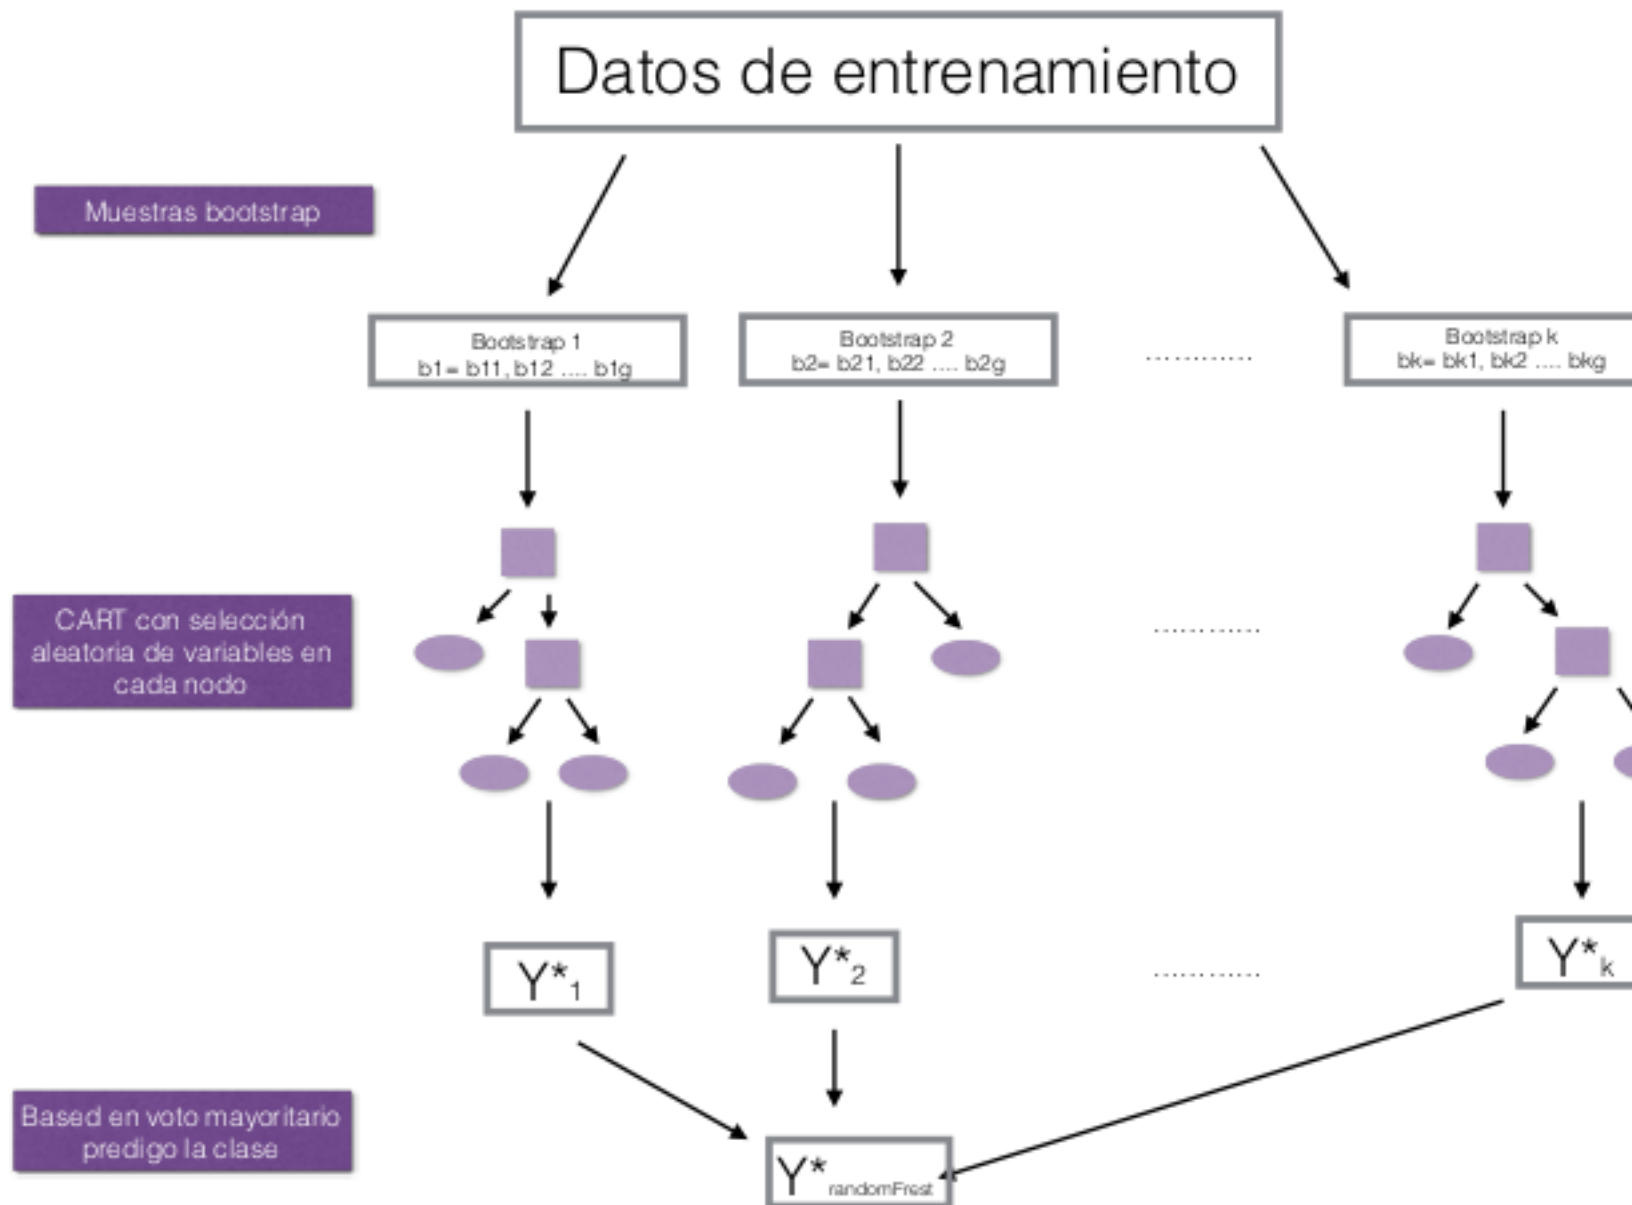 Datos de entrenamiento
Muestras bootstrap
Bootstrap 1
b1= b11, b12 .... b1g
Bootstrap 2
b2= b21, b22 .... b2g
............
Bootstrap k
bk= bk1, bk2 .... bkg
CART con selección
aleatoria de variables en
cada nodo
............
Y*1
Y*2
............
Y*k
Based en voto mayoritario
predigo la clase
Y*randomFrest